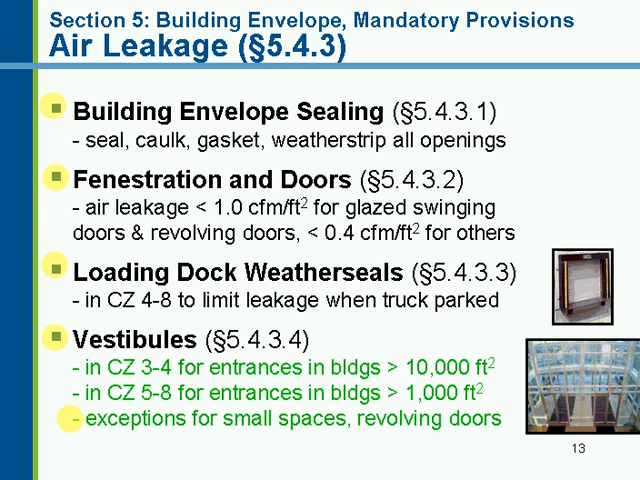 Section 5: Building Envelope, Mandatory Provisions
Air Leakage (§5.4.3)
Building Envelope Sealing (§5.4.3.1)
- seal, caulk, gasket, weatherstrip all openings
Fenestration and Doors (§5.4.3.2)
- air leakage < 1.0 cfm/ft² for glazed swinging
doors & revolving doors, < 0.4 cfm/ft² for others
Loading Dock Weatherseals (§5.4.3.3)
- in CZ 4-8 to limit leakage when truck parked
Vestibules (§5.4.3.4)
- in CZ 3-4 for entrances in bldgs > 10,000 ft²
- in CZ 5-8 for entrances in bldgs > 1,000 ft²
- exceptions for small spaces, revolving doors
13